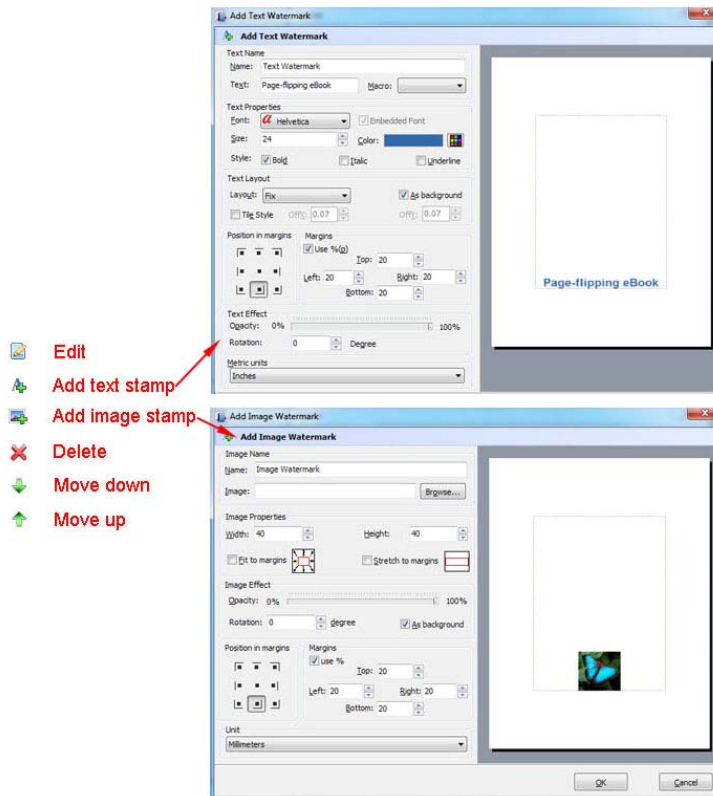 Add Text Watermark
Add Text Watermark
Text Name
Name: Text Watermark
Text: Page-flipping eBook Macro:
Text Properties
Font: a Helvetica Embedded Font
Size: 24 Color:
Style: Bold Italic Underline
Text Layout
Layout: Fix As background
Tile Style 0.07 0.07
Position in margins Margins
Use %(p)
Top: 20
Left: 20 Right: 20
Bottom: 20
Page-flipping eBook
Text Effect
Opacity: 0% 100%
Rotation: 0 Degree
Metric units
Inches
Edit
Add text stamp
Add image stamp
Delete
Move down
Move up
Add Image Watermark
Add Image Watermark
Image Name
Name: Image Watermark
Image: Browse...
Image Properties
Width: 40 Height: 40
Fit to margins Stretch to margins
Image Effect
Opacity: 0% 100%
Rotation: 0 degree As background
Position in margins Margins
use %
Top: 20
Left: 20 Right: 20
Bottom: 20
Unit
Millimeters
OK Cancel